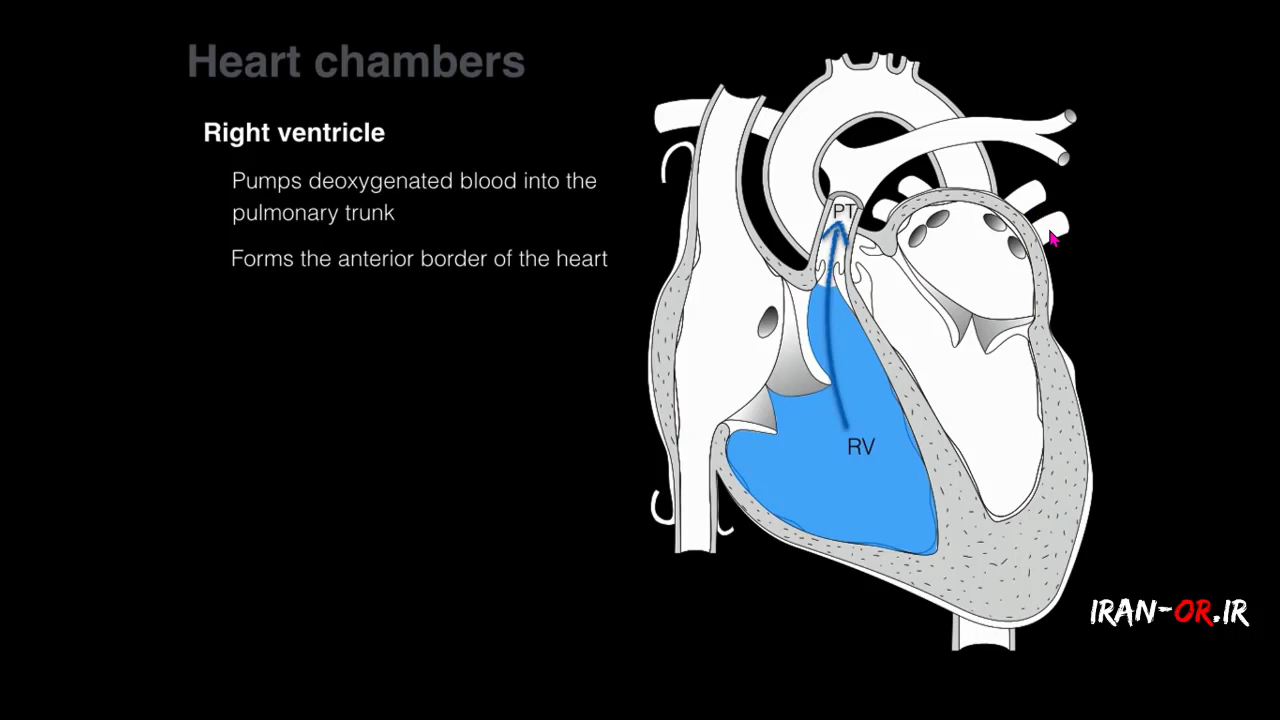 Heart chambers
Right ventricle
Pumps deoxygenated blood into the
pulmonary trunk
Forms the anterior border of the heart
PT
RV
IRAN-OR.IR